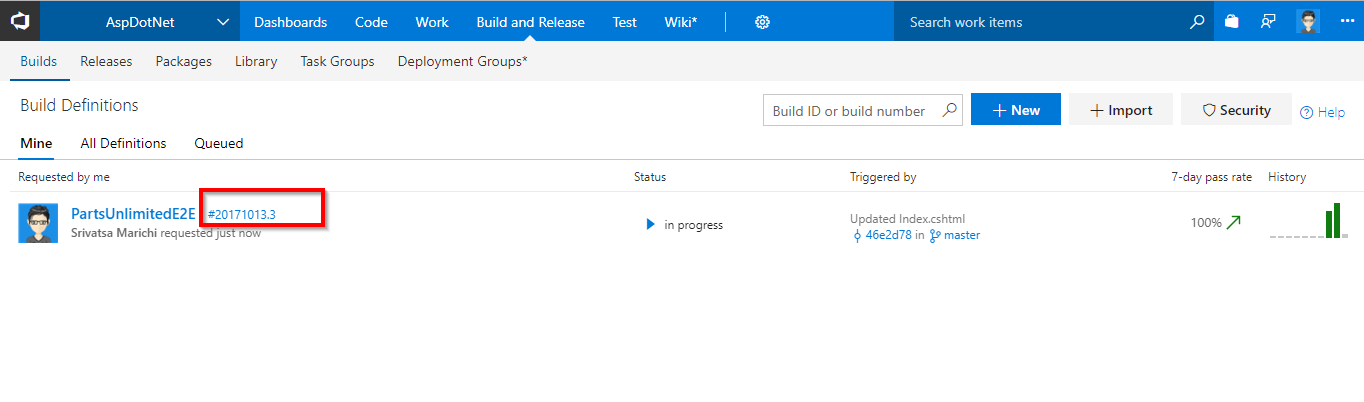 AspDotNet Dashboards Code Work Build and Release Test Wiki* Search work items
Builds Releases Packages Library Task Groups Deployment Groups*
Build Definitions Build ID or build number New Import Security Help
Mine All Definitions Queued
Requested by me Status Triggered by 7-day pass rate History
PartsUnlimitedE2E #20171013.3 in progress Updated Index.cshtml 100%
Srivatsa Marichi requested just now 46e2d78 in master